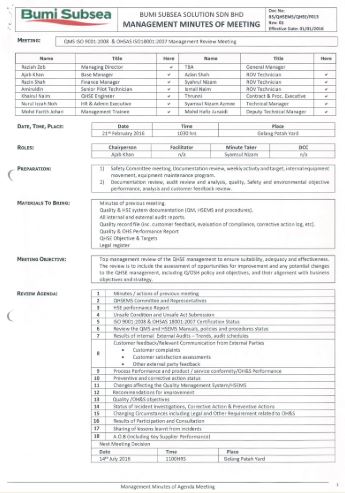 Bumi Subsea
BUMI SUBSEA SOLUTION SDN BHD
MANAGEMENT MINUTES OF MEETING
Doc No:
BS/QHSEMS/QHSE/F013
Rev: 02
Effective Date: 01/01/2016
MEETING:
QMS ISO 9001:2008 & OHSAS ISO18001:2007 Management Review Meeting
Name Title Here Name Title Here
Raziah Zeb Managing Director ✓ TBA General Manager
Ajab Khan Base Manager ✓ Adan Shah ROV Technician ✓
Nazin Shah Finance Manager ✓ Syahrul Nizam ROV Technician ✓
Amiruldin Senior Pilot Technician ✓ Ismail Naim ROV Technician ✓
Khairul Naim QHSE Engineer ✓ Contract & Proc. Executive ✓
Nurul Izzah Noh HR & Admin Executive ✓ Syamsul Nizam Technical Manager ✓
Mohd Farith Johan Management Trainee ✓ Mohd Hafiz Deputy Technical Manager ✓
DATE, TIME, PLACE:
Date Time Place
21st February 2016 1030 hrs Gelang Patah Yard
ROLES:
Chairperson Facilitator Minute Taker DCC
Ajab Khan n/a Syamsul Nizam n/a
PREPARATION:
1) Safety Committee meeting, Documentation review, weekly activity and target, internal equipment
movement, equipment maintenance program.
2) Documentation review, audit review and analysis, quality, Safety and environmental objective
performance, analysis and customer feedback review.
MATERIALS TO BRING:
Minutes of previous meeting.
Quality & HSE system documentation (QM, HSEMS and procedures).
All internal and external audit reports.
Quality record file (inc. customer feedback, evaluation of compliance, corrective action log, etc).
Quality & OHS Performance Report
QHSE Objective & Targets
Legal register
MEETING OBJECTIVE:
Top management review of the QHSE management to ensure suitability, adequacy and effectiveness.
The review is to include the assessment of opportunities for improvement and any potential changes
to the QHSE management, including Q/OSH policy and objectives, and their alignment with business
objectives and strategy.
REVIEW AGENDA:
1 Minutes / actions of previous meeting
2 QHSEMS Committee and Representatives
3 HSE performance Report
4 Unsafe Condition and Unsafe Act Submission
5 ISO 9001:2008 & OHSAS 18001:2007 Certification Status
6 Review the QMS and HSEMS Manuals, policies and procedures status
7 Results of internal External Audits – Trends, audit schedules
8 Customer feedback/Relevant Communication from External Parties
• Customer complaints
• Customer satisfaction assessments
• Other external party feedback
9 Process Performance and product / service conformity/OH&S Performance
10 Preventive and corrective action status
11 Changes affecting the Quality Management System/HSEMS
12 Recommendations for improvement
13 Quality /OH&S objectives
14 Status of Incident Investigations, Corrective Action & Preventive Actions
15 Changing Circumstances including Legal and Other Requirement related to OH&S
16 Results of Participation and Consultation
17 Sharing of lessons learnt from incidents
18 A.O.B (Including Key Supplier Performance)
Next Meeting Decision
Date Time Place
14th July 2016 1100HRS Gelang Patah Yard
Management Minutes of Agenda Meeting
1